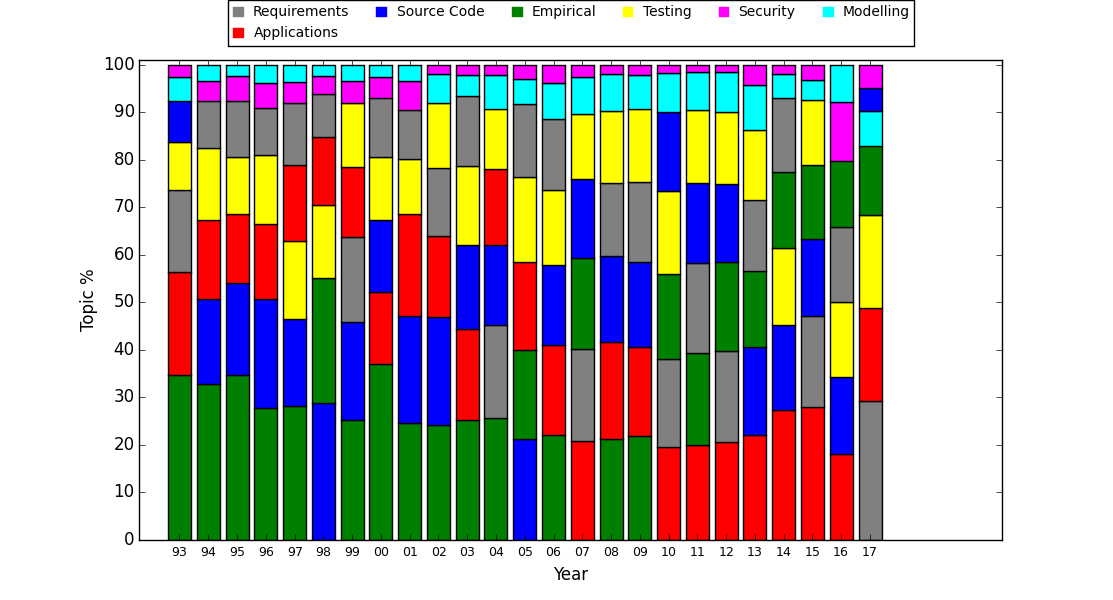 Requirements Source Code Empirical Testing Security Modelling
Applications
100
90
80
70
60
50
40
30
20
10
0
Topic %
93 94 95 96 97 98 99 00 01 02 03 04 05 06 07 08 09 10 11 12 13 14 15 16 17
Year